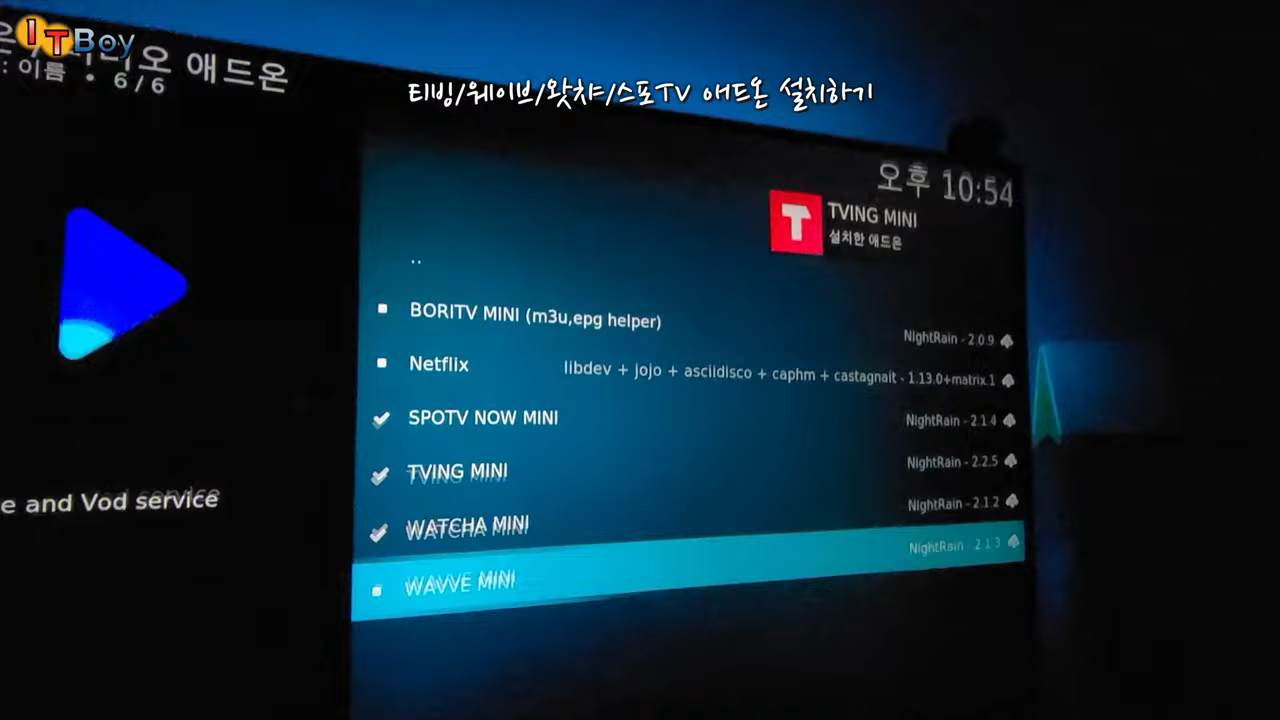 ITBoy
오 애드온
: 이름 • 6/6
티빙/웨이브/왓챠/스포TV 애드온 설치하기
오후 10:54
TVING MINI
설치한 애드온
..
BORITV MINI (m3u,epg helper)
NightRain - 2.0.9
Netflix
libdev + jojo + asciidisco + caphm + castagnait - 1.13.0+matrix.1
SPOTV NOW MINI
NightRain - 2.1.4
TVING MINI
NightRain - 2.2.5
WATCHA MINI
NightRain - 2.1.2
WAVVE MINI
NightRain - 2.1.3
e and Vod service